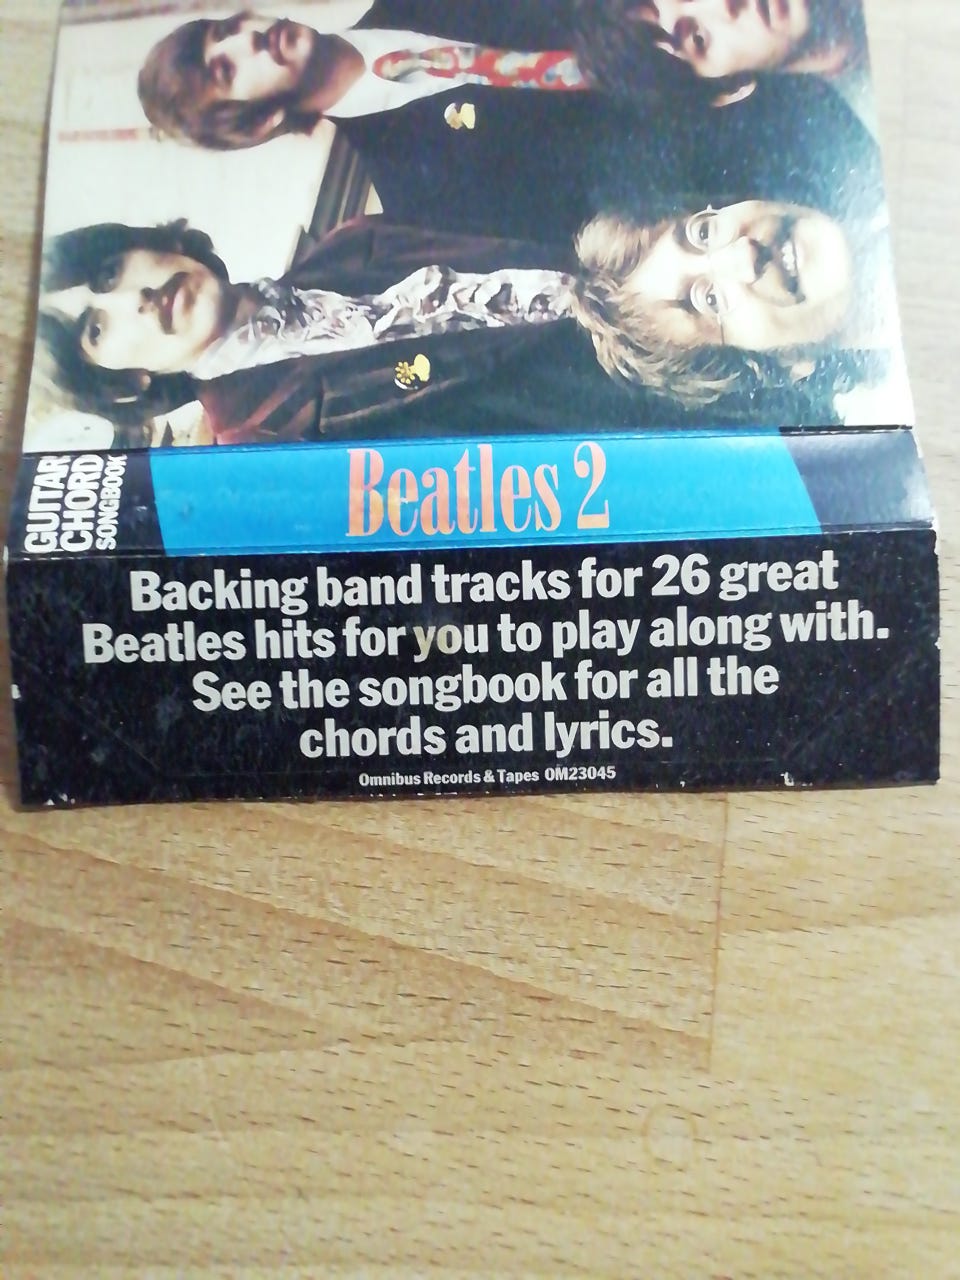 GUITAR
CHORD
SONGBOOK
Beatles 2
Backing band tracks for 26 great
Beatles hits for you to play along with.
See the songbook for all the
chords and lyrics.
Omnibus Records & Tapes OM23045